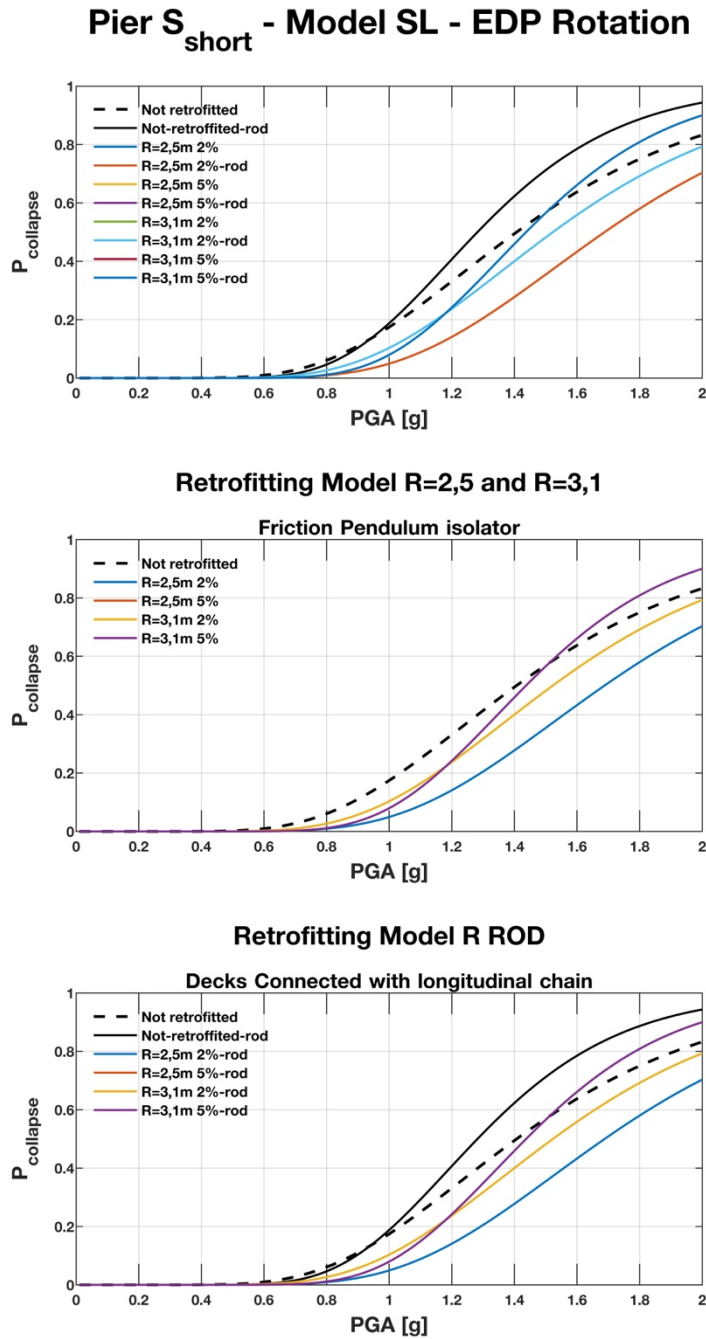 Pier S_short - Model SL - EDP Rotation
1
Not retrofitted
Not-retroffited-rod
0.8
R=2,5m 2%
R=2,5m 2%-rod
R=2,5m 5%
0.6
R=2,5m 5%-rod
R=3,1m 2%
R=3,1m 2%-rod
0.4
R=3,1m 5%
R=3,1m 5%-rod
0.2
0
P_collapse
0 0.2 0.4 0.6 0.8 1 1.2 1.4 1.6 1.8 2
PGA [g]
Retrofitting Model R=2,5 and R=3,1
Friction Pendulum isolator
1
Not retrofitted
R=2,5m 2%
0.8
R=2,5m 5%
R=3,1m 2%
R=3,1m 5%
0.6
0.4
0.2
0
P_collapse
0 0.2 0.4 0.6 0.8 1 1.2 1.4 1.6 1.8 2
PGA [g]
Retrofitting Model R ROD
Decks Connected with longitudinal chain
1
Not retrofitted
Not-retroffited-rod
0.8
R=2,5m 2%-rod
R=2,5m 5%-rod
R=3,1m 2%-rod
0.6
R=3,1m 5%-rod
0.4
0.2
0
P_collapse
0 0.2 0.4 0.6 0.8 1 1.2 1.4 1.6 1.8 2
PGA [g]